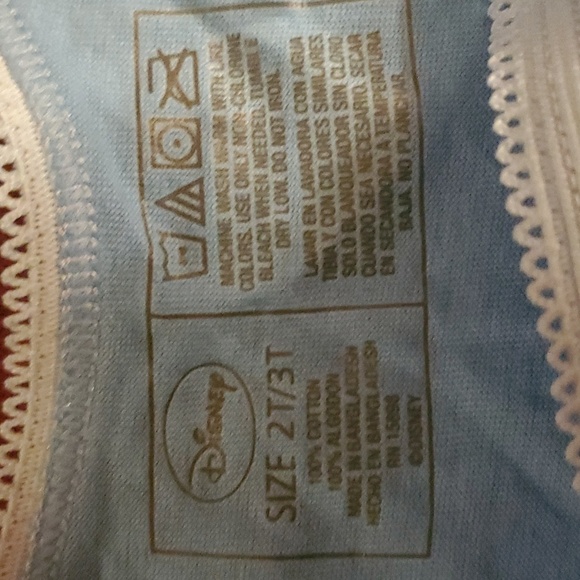 Disney
SIZE 2T/3T
100% COTTON
100% ALGODON
MADE IN BANGLADESH
HECHO EN BANGLADESH
RN 15688
©DISNEY
MACHINE WASH WARM WITH LIKE
COLORS. USE ONLY NON-CHLORINE
BLEACH WHEN NEEDED. TUMBLE
DRY LOW. DO NOT IRON.
LAVAR EN LAVADORA CON AGUA
TIBIA Y CON COLORES SIMILARES.
SOLO BLANQUEADOR SIN CLORO
CUANDO SEA NECESARIO. SECAR
EN SECADORA A TEMPERATURA
BAJA. NO PLANCHAR.